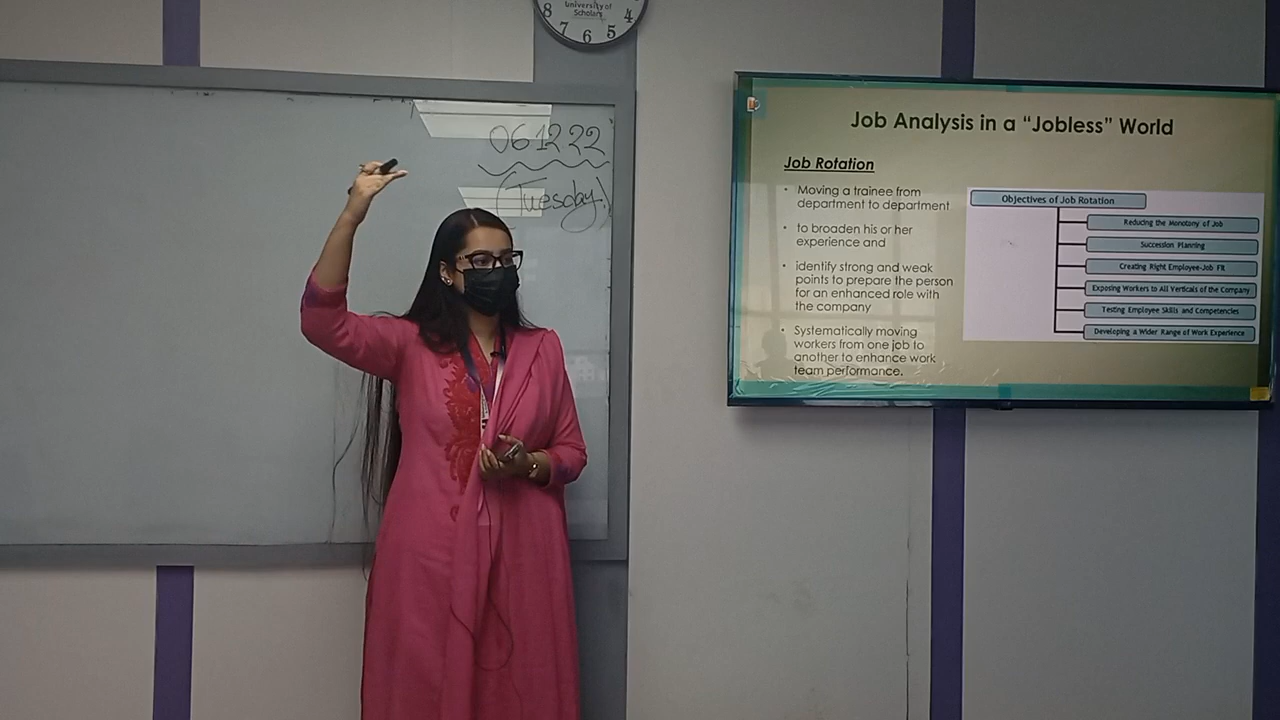 University of
Scholars
8 4
7 6 5
061222
(Tuesday)
Job Analysis in a “Jobless” World
Job Rotation
• Moving a trainee from
department to department
• to broaden his or her
experience and
• identify strong and weak
points to prepare the person
for an enhanced role with
the company
• Systematically moving
workers from one job to
another to enhance work
team performance.
Objectives of Job Rotation
Reducing the Monotony of Job
Succession Planning
Creating Right Employee-Job Fit
Exposing Workers to All Verticals of the Company
Testing Employee Skills and Competencies
Developing a Wider Range of Work Experience